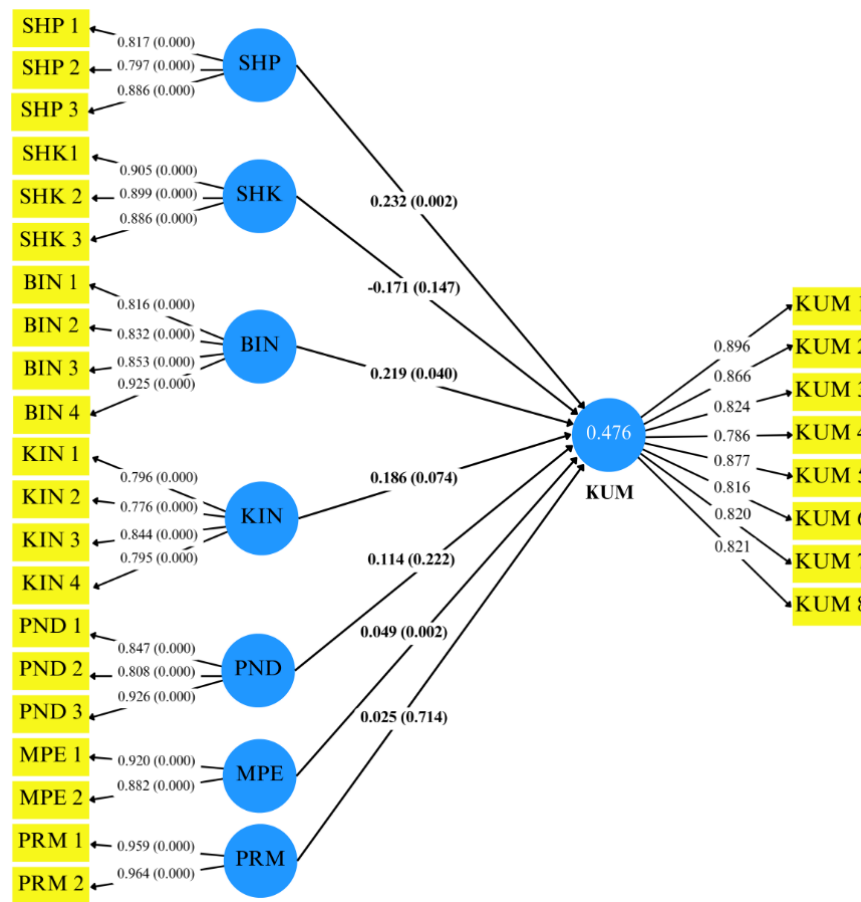 SHP 1
0.817 (0.000)
SHP 2
0.797 (0.000)
SHP 3
0.886 (0.000)
SHP
SHK1
0.905 (0.000)
SHK 2
0.899 (0.000)
SHK 3
0.886 (0.000)
SHK
BIN 1
0.816 (0.000)
BIN 2
0.832 (0.000)
BIN 3
0.853 (0.000)
BIN 4
0.925 (0.000)
BIN
KIN 1
0.796 (0.000)
KIN 2
0.776 (0.000)
KIN 3
0.844 (0.000)
KIN 4
0.795 (0.000)
KIN
PND 1
0.847 (0.000)
PND 2
0.808 (0.000)
PND 3
0.926 (0.000)
PND
MPE 1
0.920 (0.000)
MPE 2
0.882 (0.000)
MPE
PRM 1
0.959 (0.000)
PRM 2
0.964 (0.000)
PRM
0.232 (0.002)
-0.171 (0.147)
0.219 (0.040)
0.186 (0.074)
0.114 (0.222)
0.049 (0.002)
0.025 (0.714)
0.476
KUM
0.896
0.866
0.824
0.786
0.877
0.816
0.820
0.821
KUM 1
KUM 2
KUM 3
KUM 4
KUM 5
KUM 6
KUM 7
KUM 8